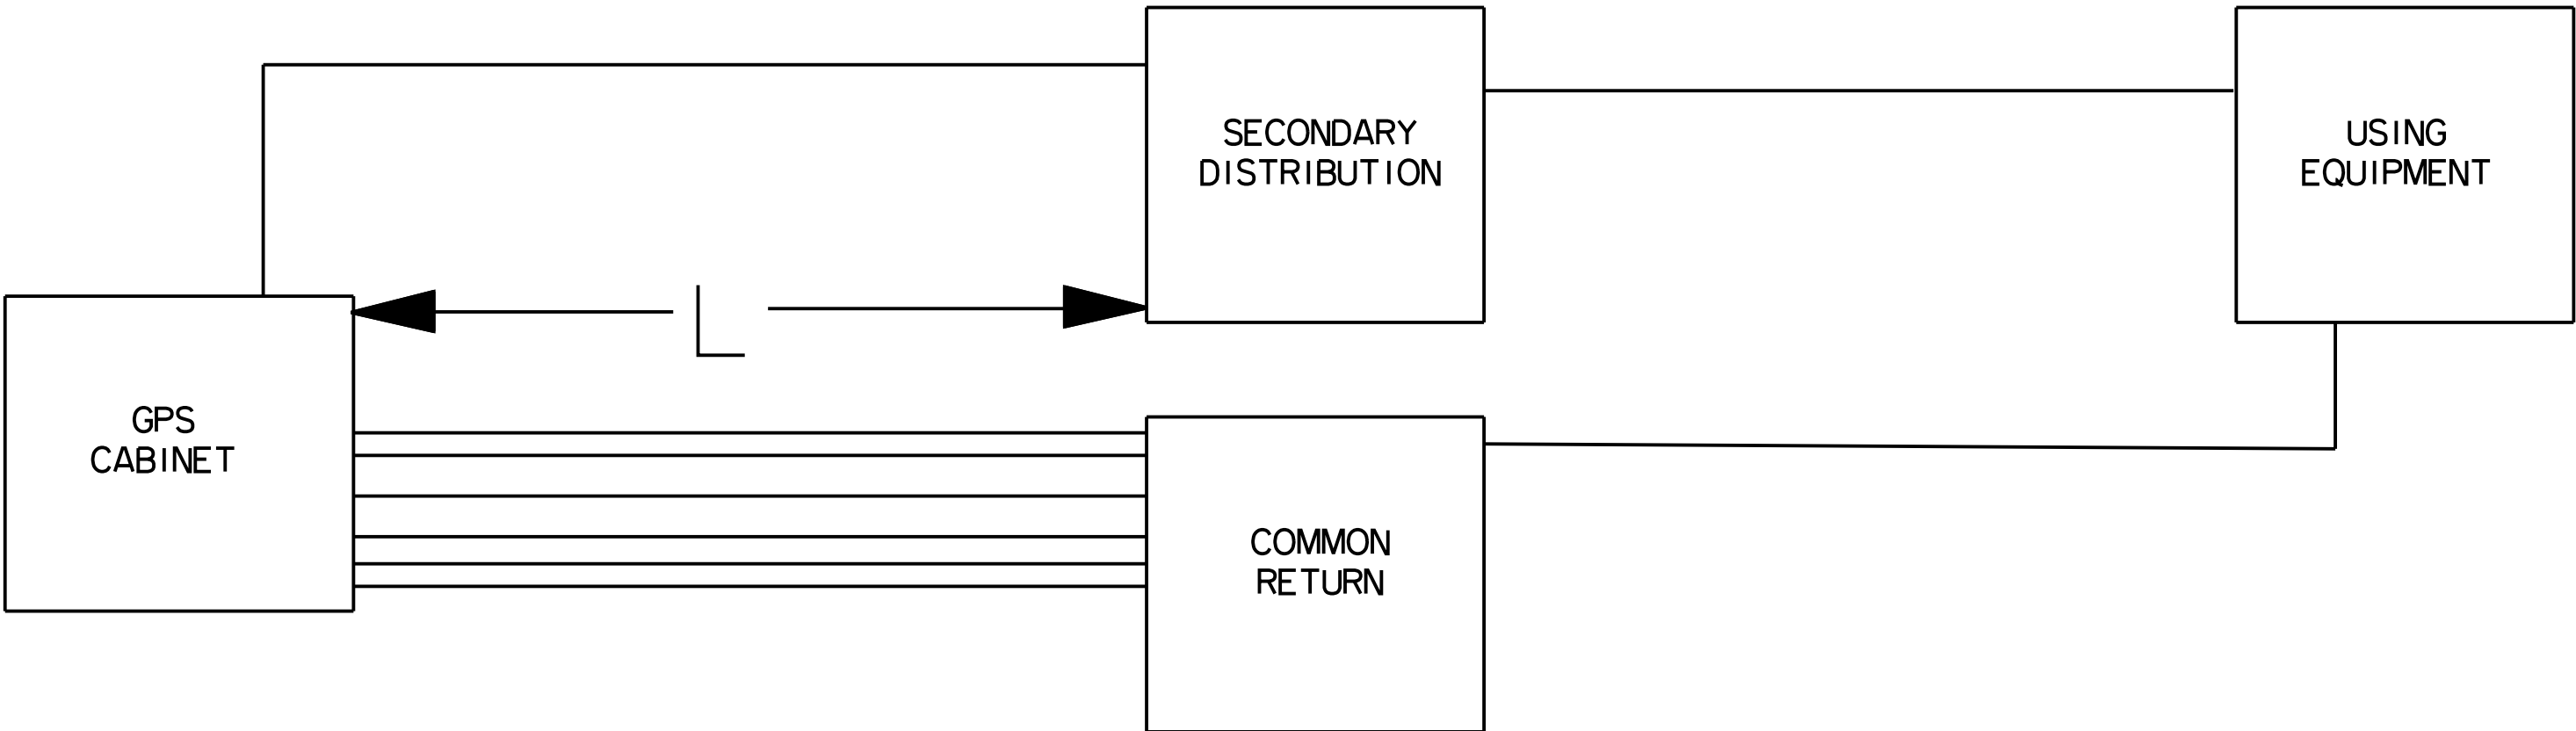 SECONDARY
DISTRIBUTION
USING
EQUIPMENT
L
GPS
CABINET
COMMON
RETURN